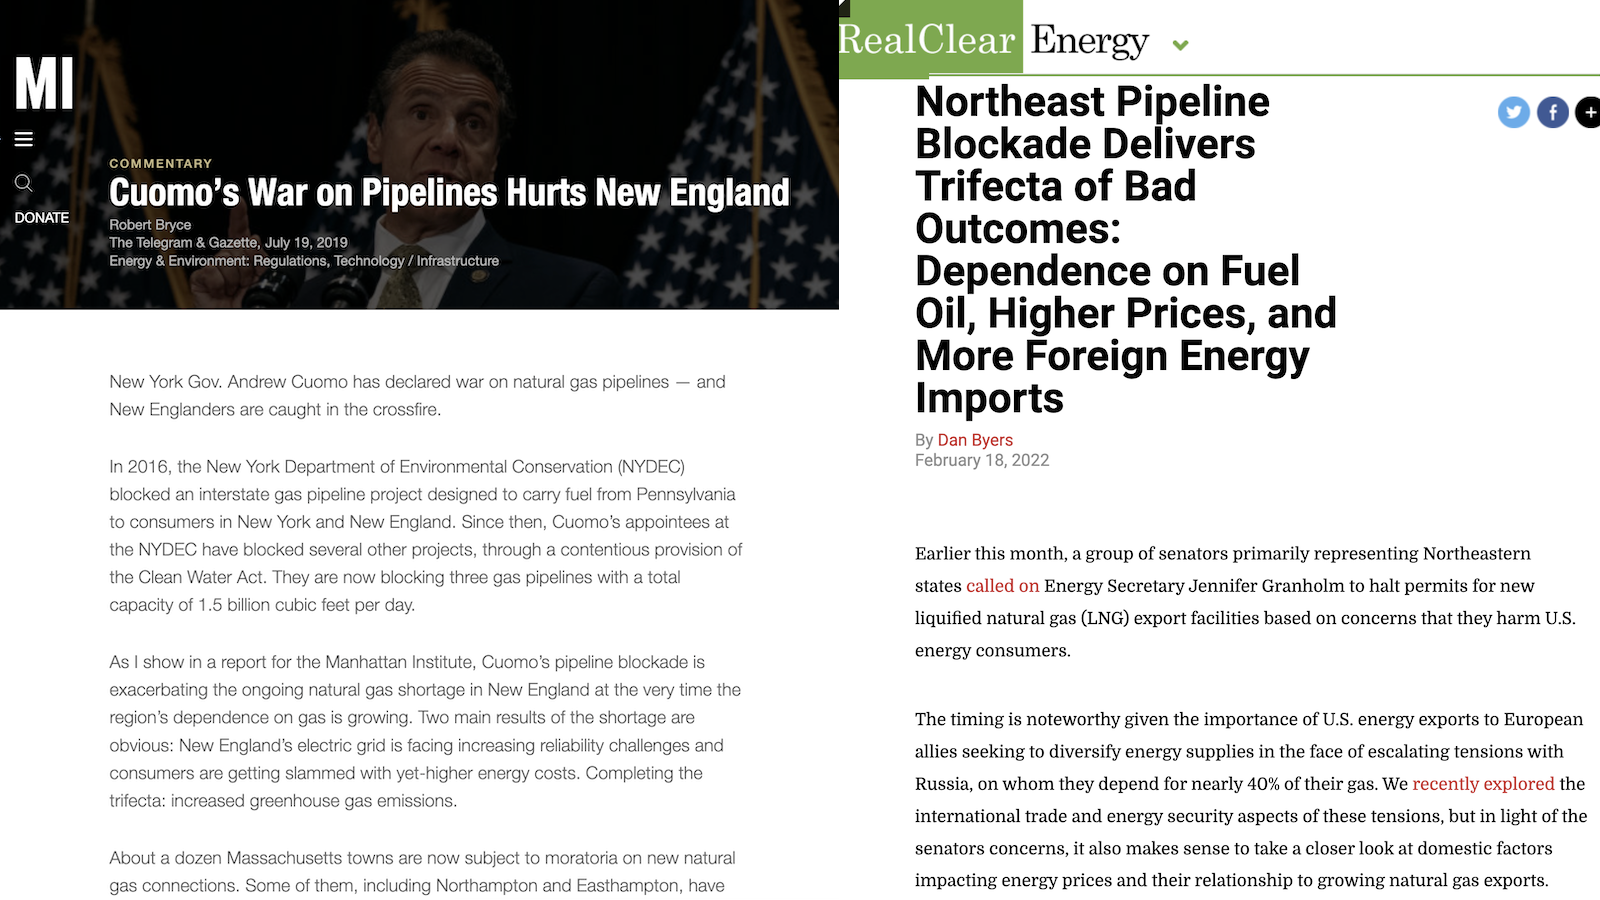 MI
DONATE
COMMENTARY
Cuomo’s War on Pipelines Hurts New England
Robert Bryce
The Telegram & Gazette, July 19, 2019
Energy & Environment: Regulations, Technology / Infrastructure
New York Gov. Andrew Cuomo has declared war on natural gas pipelines — and
New Englanders are caught in the crossfire.
In 2016, the New York Department of Environmental Conservation (NYDEC)
blocked an interstate gas pipeline project designed to carry fuel from Pennsylvania
to consumers in New York and New England. Since then, Cuomo’s appointees at
the NYDEC have blocked several other projects, through a contentious provision of
the Clean Water Act. They are now blocking three gas pipelines with a total
capacity of 1.5 billion cubic feet per day.
As I show in a report for the Manhattan Institute, Cuomo’s pipeline blockade is
exacerbating the ongoing natural gas shortage in New England at the very time the
region’s dependence on gas is growing. Two main results of the shortage are
obvious: New England’s electric grid is facing increasing reliability challenges and
consumers are getting slammed with yet-higher energy costs. Completing the
trifecta: increased greenhouse gas emissions.
About a dozen Massachusetts towns are now subject to moratoria on new natural
gas connections. Some of them, including Northampton and Easthampton, have
RealClear Energy
Northeast Pipeline
Blockade Delivers
Trifecta of Bad
Outcomes:
Dependence on Fuel
Oil, Higher Prices, and
More Foreign Energy
Imports
By Dan Byers
February 18, 2022
Earlier this month, a group of senators primarily representing Northeastern
states called on Energy Secretary Jennifer Granholm to halt permits for new
liquified natural gas (LNG) export facilities based on concerns that they harm U.S.
energy consumers.
The timing is noteworthy given the importance of U.S. energy exports to European
allies seeking to diversify energy supplies in the face of escalating tensions with
Russia, on whom they depend for nearly 40% of their gas. We recently explored the
international trade and energy security aspects of these tensions, but in light of the
senators concerns, it also makes sense to take a closer look at domestic factors
impacting energy prices and their relationship to growing natural gas exports.